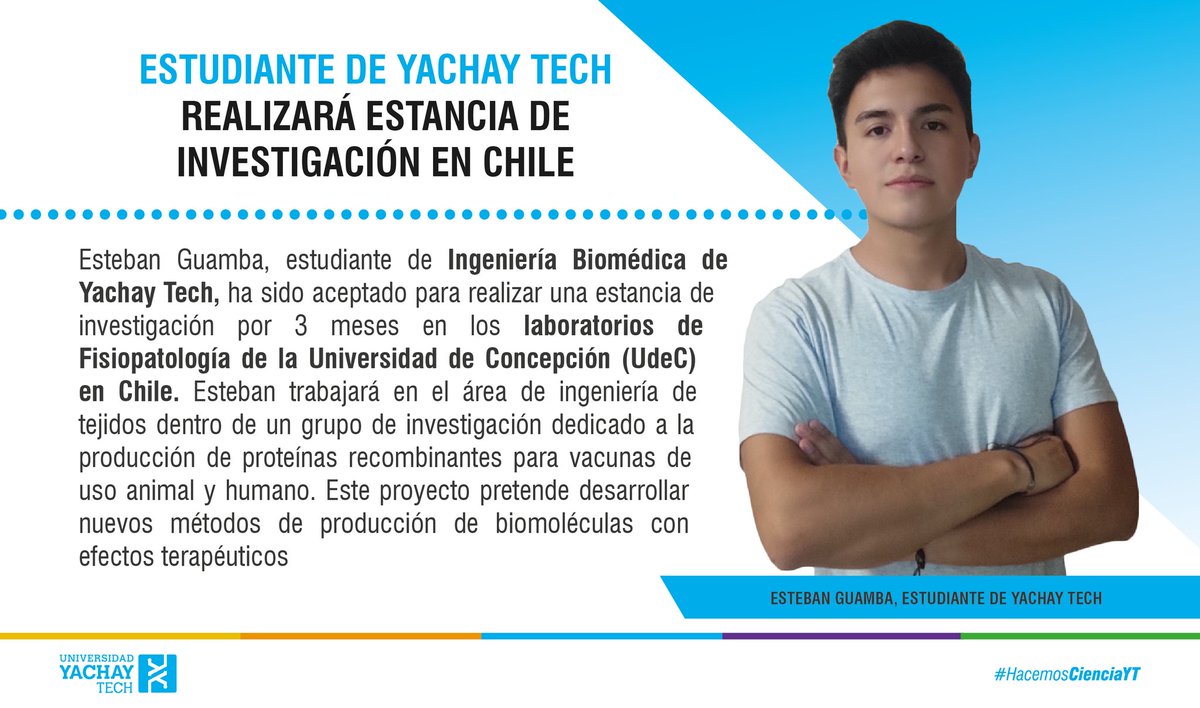 ESTUDIANTE DE YACHAY TECH
REALIZARÁ ESTANCIA DE
INVESTIGACIÓN EN CHILE
Esteban Guamba, estudiante de Ingeniería Biomédica de
Yachay Tech, ha sido aceptado para realizar una estancia de
investigación por 3 meses en los laboratorios de
Fisiopatología de la Universidad de Concepción (UdeC)
en Chile. Esteban trabajará en el área de ingeniería de
tejidos dentro de un grupo de investigación dedicado a la
producción de proteínas recombinantes para vacunas de
uso animal y humano. Este proyecto pretende desarrollar
nuevos métodos de producción de biomoléculas con
efectos terapéuticos
ESTEBAN GUAMBA, ESTUDIANTE DE YACHAY TECH
UNIVERSIDAD
YACHAY
TECH
#HacemosCienciaYT